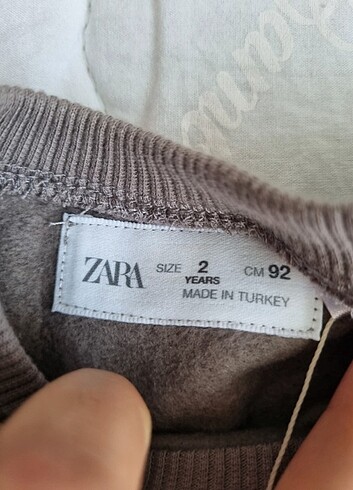 ZARA SIZE 2 YEARS CM 92
MADE IN TURKEY